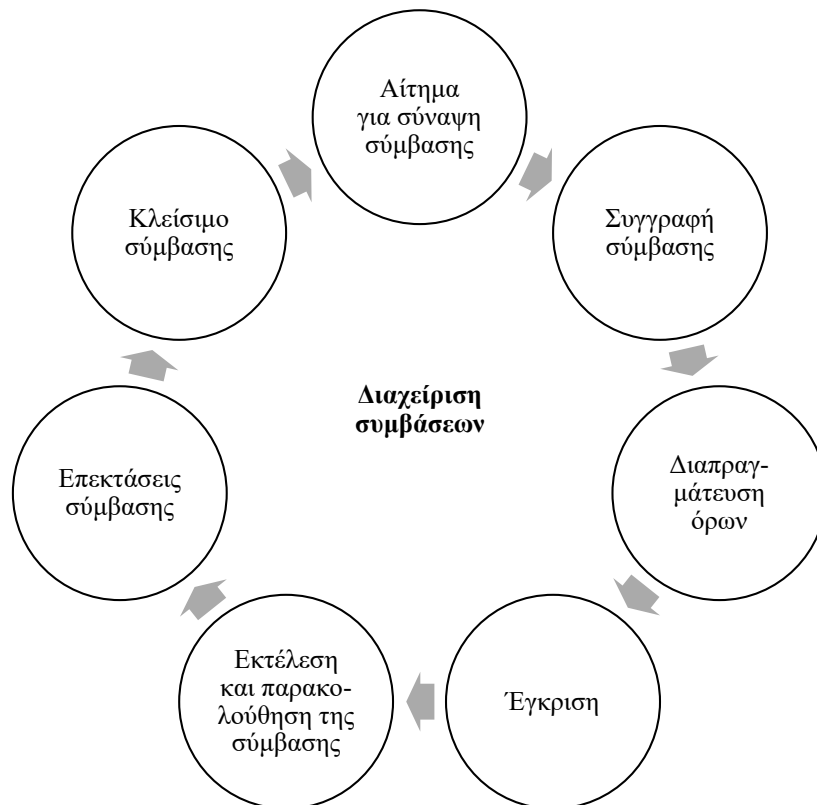 Αίτημα
για σύναψη
σύμβασης
Συγγραφή
σύμβασης
Διαπραγ-
μάτευση
όρων
Έγκριση
Εκτέλεση
και παρακο-
λούθηση της
σύμβασης
Επεκτάσεις
σύμβασης
Κλείσιμο
σύμβασης
Διαχείριση
συμβάσεων